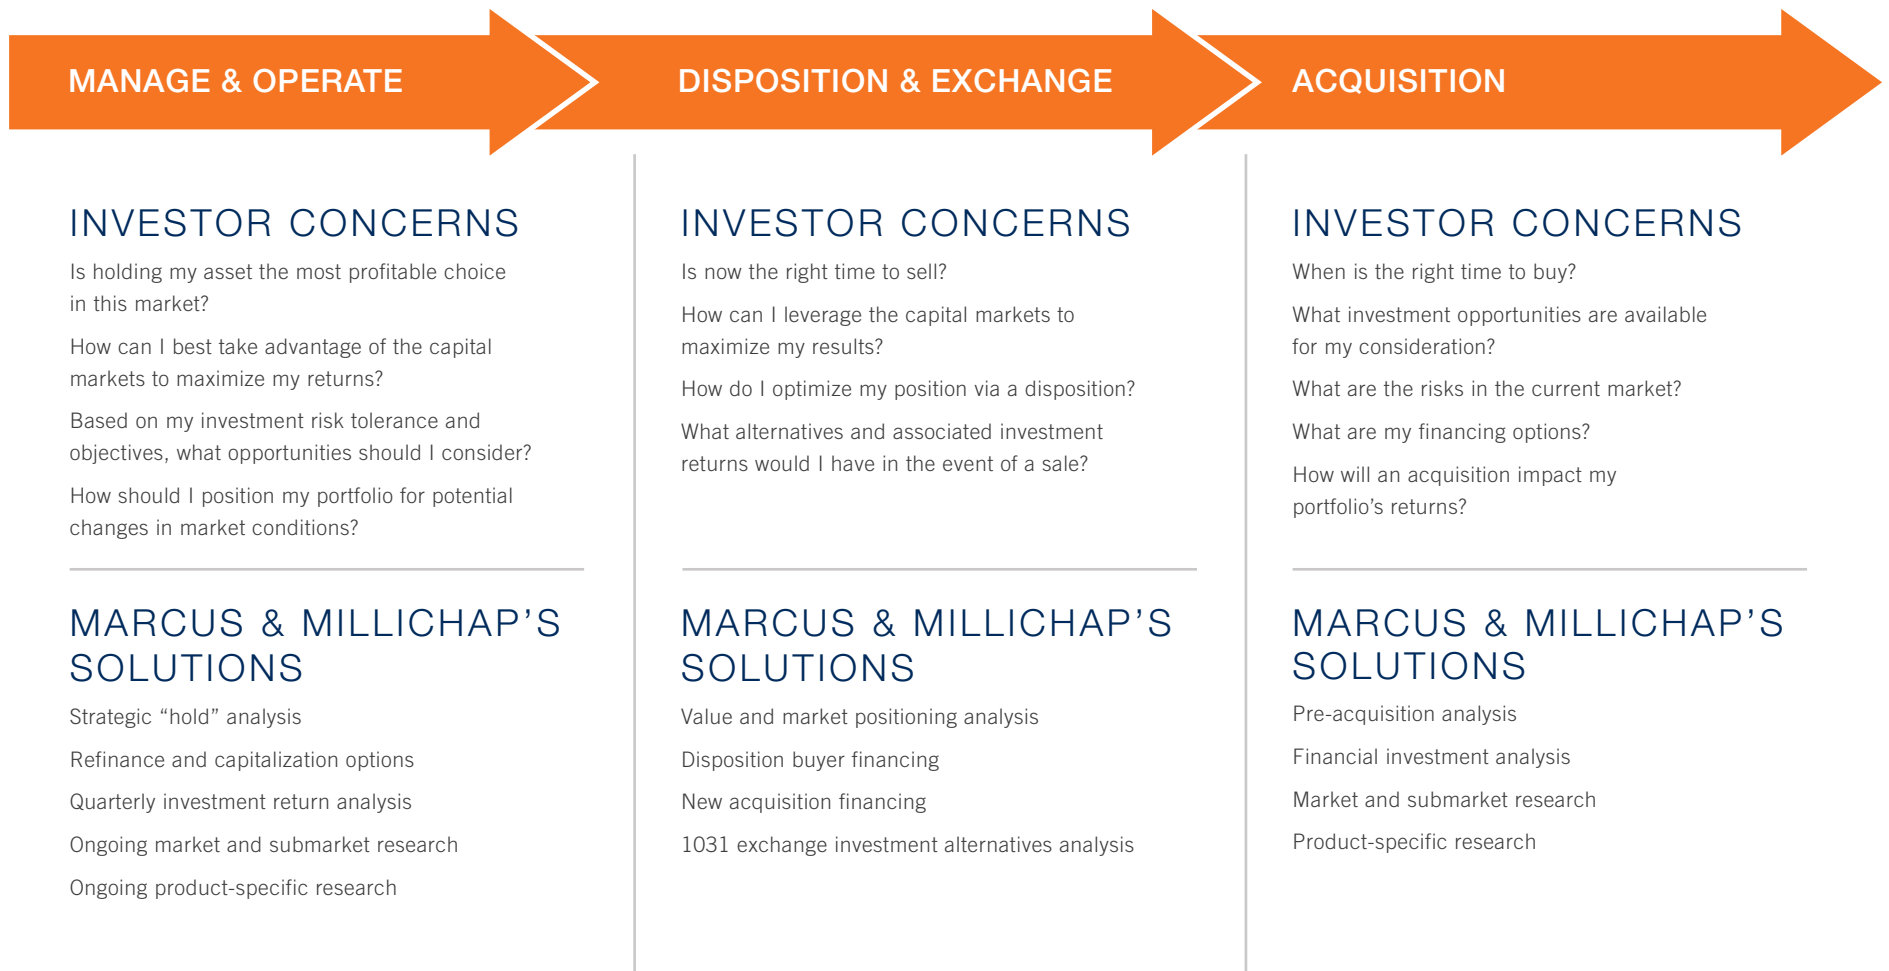 MANAGE & OPERATE
INVESTOR CONCERNS
Is holding my asset the most profitable choice
in this market?
How can I best take advantage of the capital
markets to maximize my returns?
Based on my investment risk tolerance and
objectives, what opportunities should I consider?
How should I position my portfolio for potential
changes in market conditions?
MARCUS & MILLICHAP’S
SOLUTIONS
Strategic “hold” analysis
Refinance and capitalization options
Quarterly investment return analysis
Ongoing market and submarket research
Ongoing product-specific research
DISPOSITION & EXCHANGE
INVESTOR CONCERNS
Is now the right time to sell?
How can I leverage the capital markets to
maximize my results?
How do I optimize my position via a disposition?
What alternatives and associated investment
returns would I have in the event of a sale?
MARCUS & MILLICHAP’S
SOLUTIONS
Value and market positioning analysis
Disposition buyer financing
New acquisition financing
1031 exchange investment alternatives analysis
ACQUISITION
INVESTOR CONCERNS
When is the right time to buy?
What investment opportunities are available
for my consideration?
What are the risks in the current market?
What are my financing options?
How will an acquisition impact my
portfolio’s returns?
MARCUS & MILLICHAP’S
SOLUTIONS
Pre-acquisition analysis
Financial investment analysis
Market and submarket research
Product-specific research